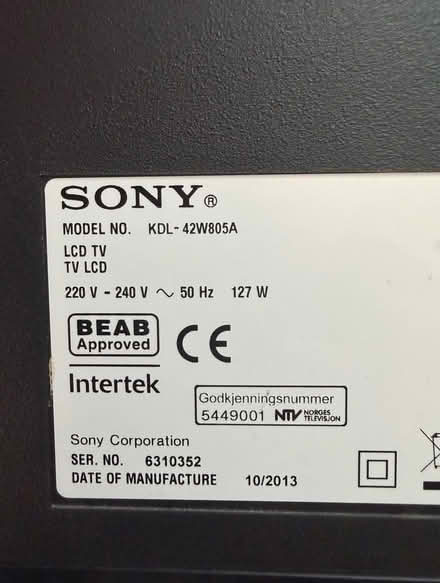 SONY®
MODEL NO. KDL-42W805A
LCD TV
TV LCD
220 V - 240 V ~ 50 Hz 127 W
BEAB
Approved
CE
Intertek
Godkjenningsnummer
5449001 NTV NORGES
TELEVISJON
Sony Corporation
SER. NO. 6310352
DATE OF MANUFACTURE 10/2013